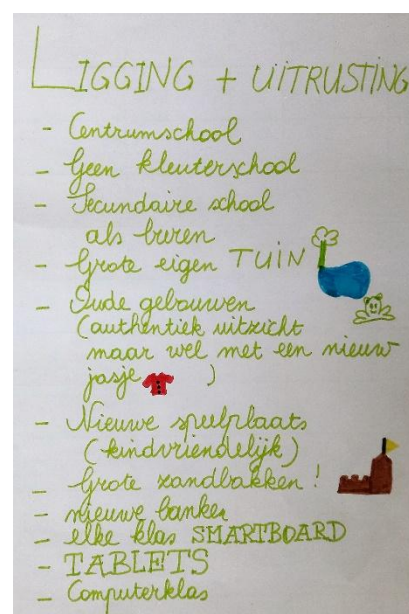 LIGGING + UITRUSTING
- Centrumschool
- Geen kleuterschool
- Secundaire school
als buren
- Grote eigen TUIN
- Oude gebouwen
(authentiek uitzicht
maar wel met een nieuw
jasje )
- Nieuwe speelplaats
(kindvriendelijk)
- Grote zandbakken !
- nieuwe banken
- elke klas SMARTBOARD
- TABLETS
- Computerklas